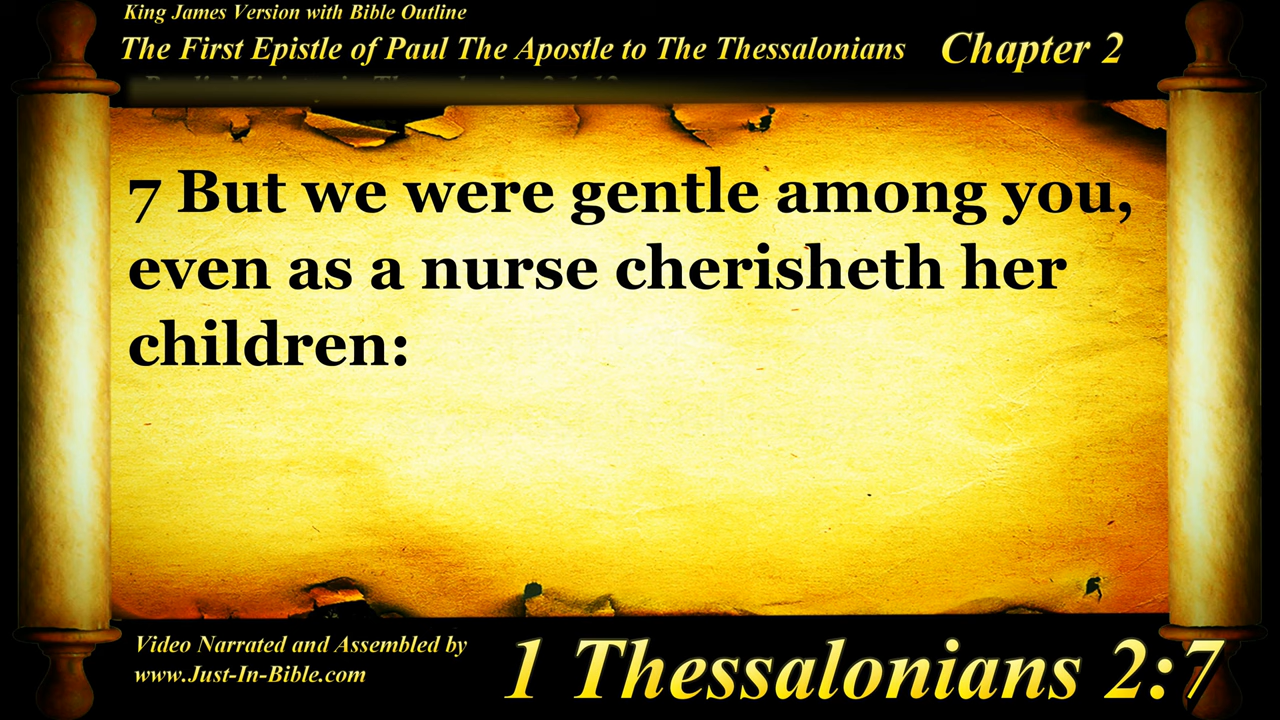 King James Version with Bible Outline
The First Epistle of Paul The Apostle to The Thessalonians Chapter 2
7 But we were gentle among you,
even as a nurse cherisheth her
children:
Video Narrated and Assembled by
www.Just-In-Bible.com
1 Thessalonians 2:7